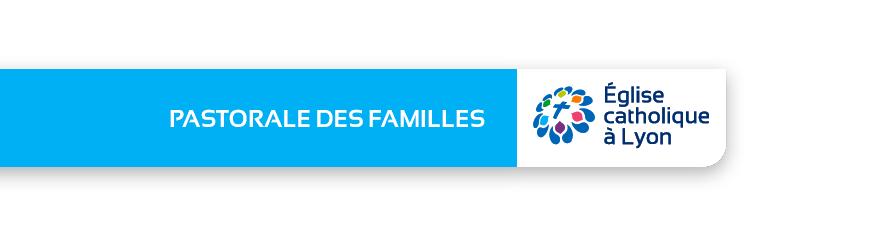 PASTORALE DES FAMILLES
Église
catholique
à Lyon